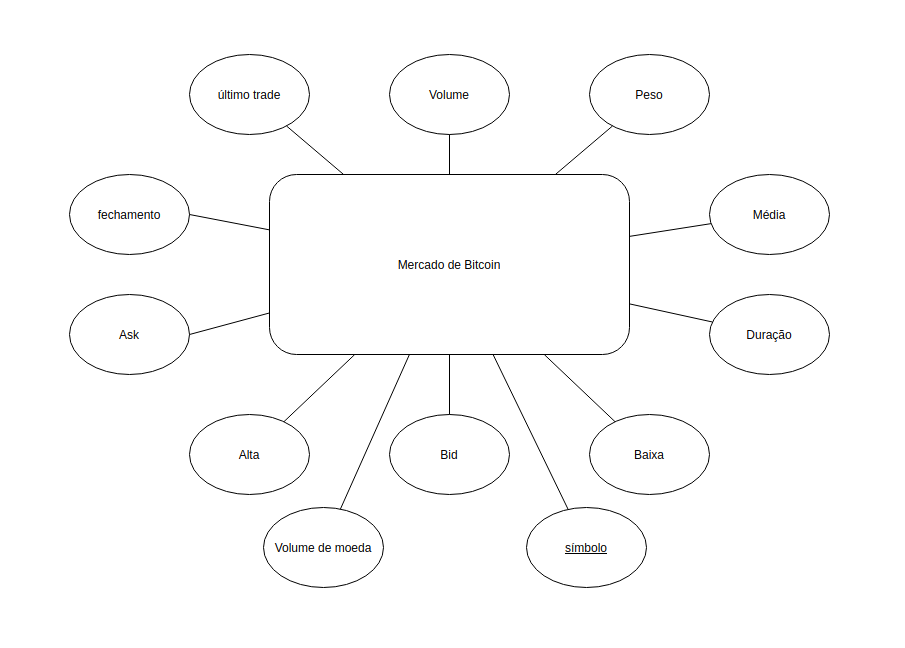 último trade
Volume
Peso
fechamento
Média
Mercado de Bitcoin
Ask
Duração
Alta
Bid
Baixa
Volume de moeda
símbolo